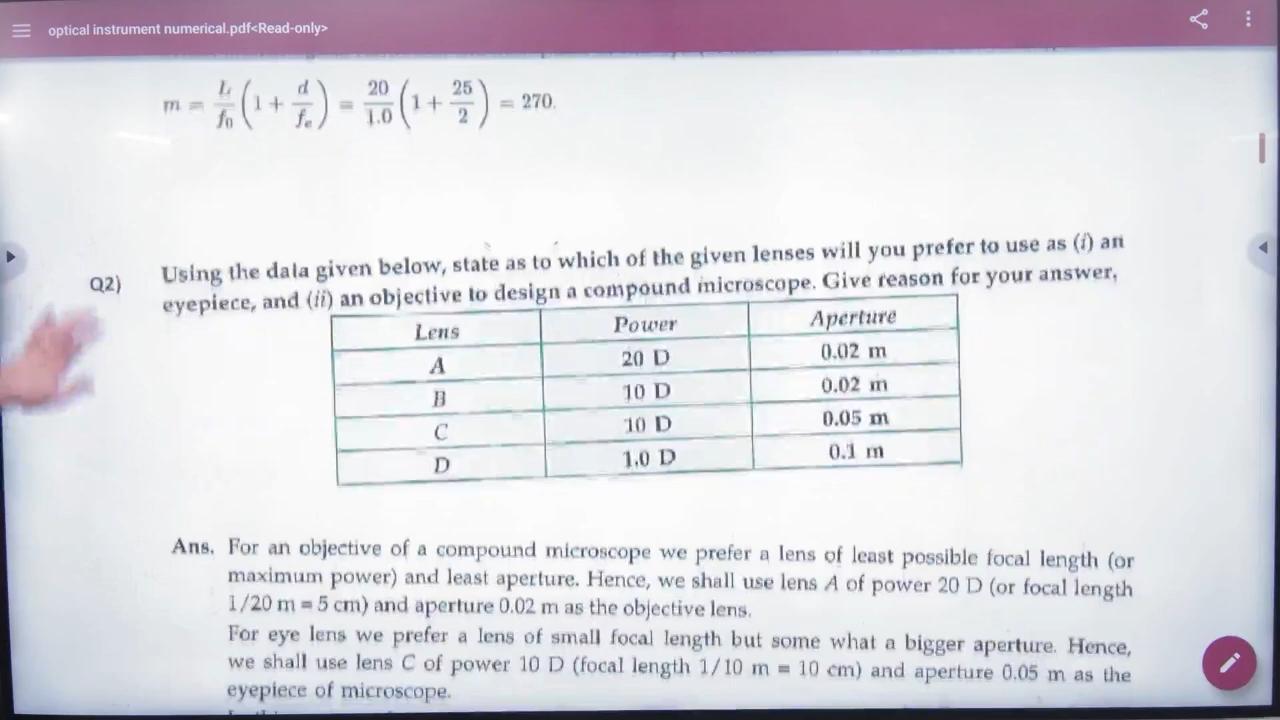 optical instrument numerical.pdf<Read-only>
m = L/f₀ (1 + d/fₑ) = 20/1.0 (1 + 25/2) = 270.
Q2) Using the data given below, state as to which of the given lenses will you prefer to use as (i) an
eyepiece, and (ii) an objective to design a compound microscope. Give reason for your answer.
Lens Power Aperture
A 20 D 0.02 m
B 10 D 0.02 m
C 10 D 0.05 m
D 1.0 D 0.1 m
Ans. For an objective of a compound microscope we prefer a lens of least possible focal length (or
maximum power) and least aperture. Hence, we shall use lens A of power 20 D (or focal length
1/20 m = 5 cm) and aperture 0.02 m as the objective lens.
For eye lens we prefer a lens of small focal length but some what a bigger aperture. Hence,
we shall use lens C of power 10 D (focal length 1/10 m = 10 cm) and aperture 0.05 m as the
eyepiece of microscope.